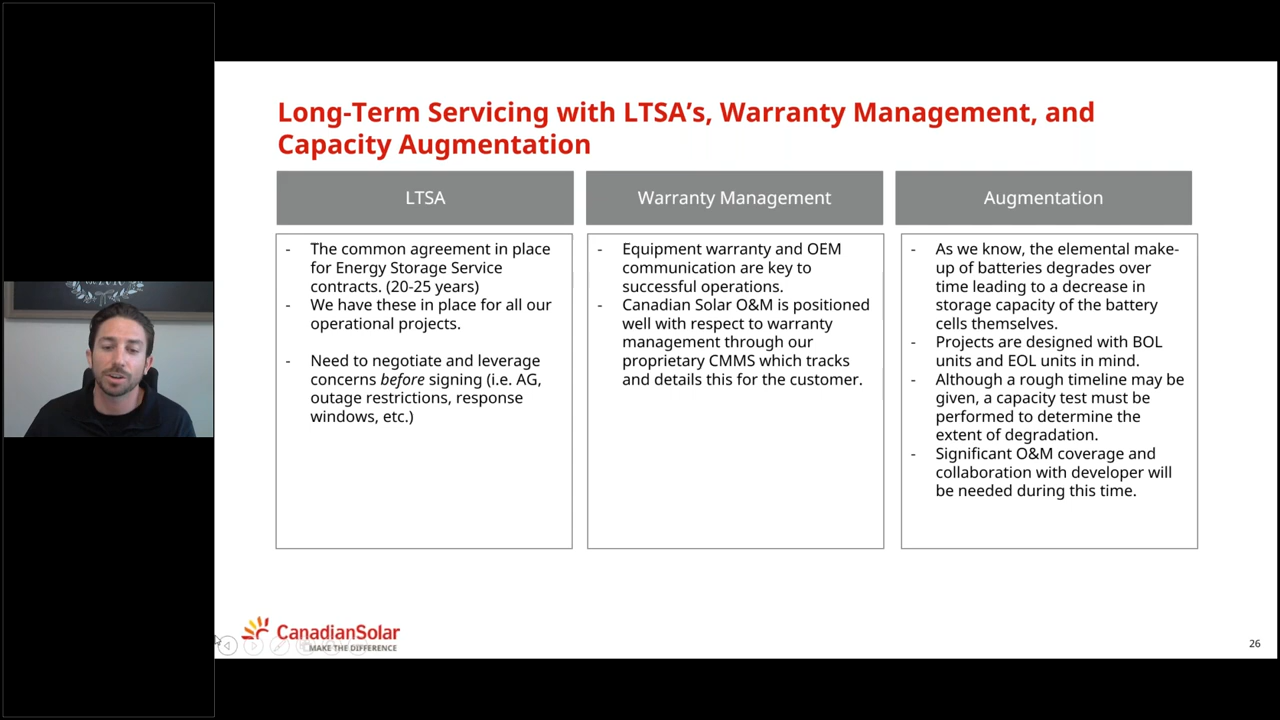 Long-Term Servicing with LTSA’s, Warranty Management, and
Capacity Augmentation
LTSA
- The common agreement in place
for Energy Storage Service
contracts. (20-25 years)
- We have these in place for all our
operational projects.
- Need to negotiate and leverage
concerns before signing (i.e. AG,
outage restrictions, response
windows, etc.)
Warranty Management
- Equipment warranty and OEM
communication are key to
successful operations.
- Canadian Solar O&M is positioned
well with respect to warranty
management through our
proprietary CMMS which tracks
and details this for the customer.
Augmentation
- As we know, the elemental make-
up of batteries degrades over
time leading to a decrease in
storage capacity of the battery
cells themselves.
- Projects are designed with BOL
units and EOL units in mind.
- Although a rough timeline may be
given, a capacity test must be
performed to determine the
extent of degradation.
- Significant O&M coverage and
collaboration with developer will
be needed during this time.
CanadianSolar
MAKE THE DIFFERENCE
26